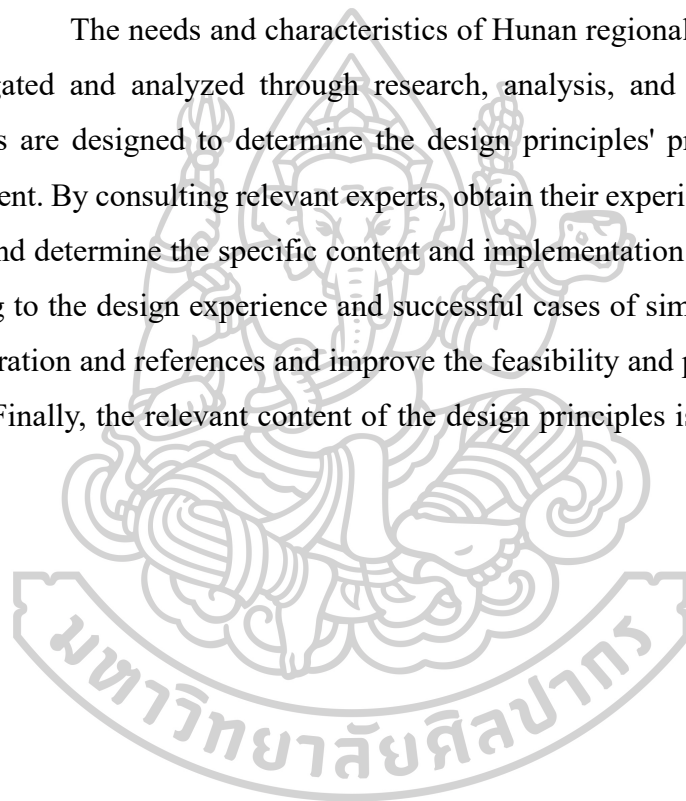 The needs and characteristics of Hunan regional
gated and analyzed through research, analysis, and
s are designed to determine the design principles' pr
ent. By consulting relevant experts, obtain their experi
nd determine the specific content and implementation
g to the design experience and successful cases of sim
ration and references and improve the feasibility and p
Finally, the relevant content of the design principles is
มหาวิทยาลัยศิลปากร